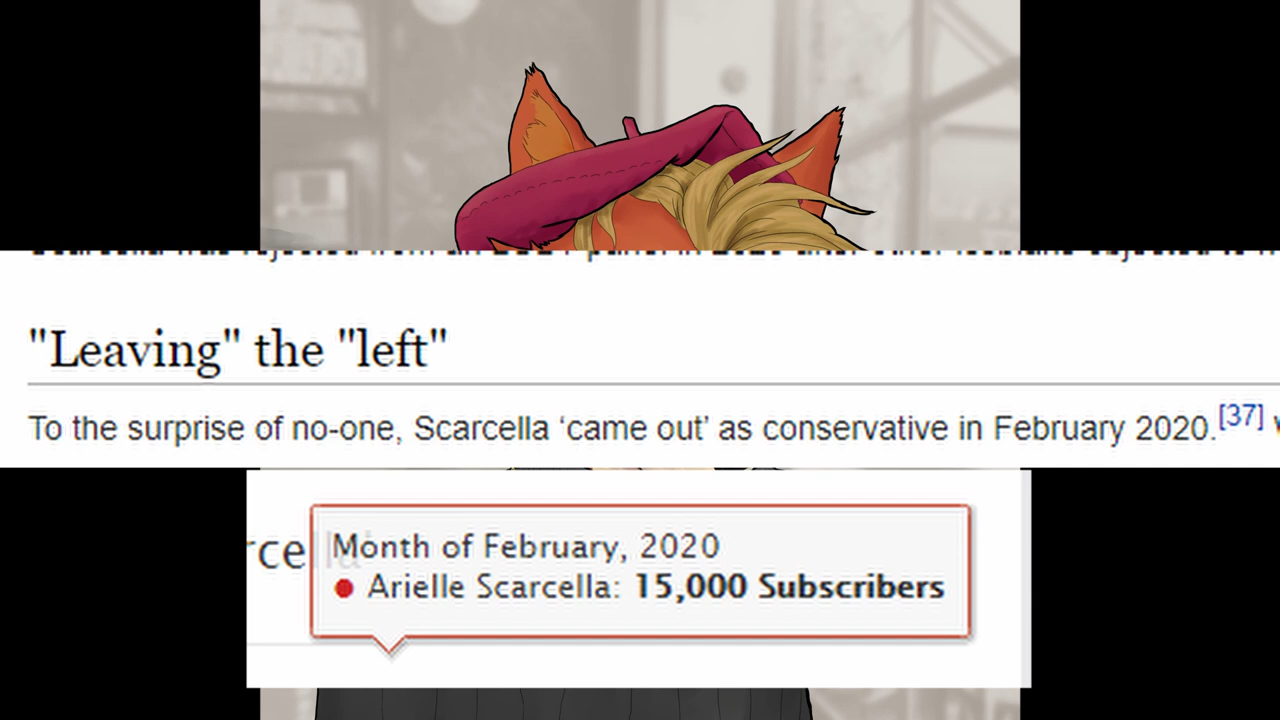 "Leaving" the "left"
To the surprise of no-one, Scarcella ‘came out’ as conservative in February 2020.[37]
rce
Month of February, 2020
Arielle Scarcella: 15,000 Subscribers